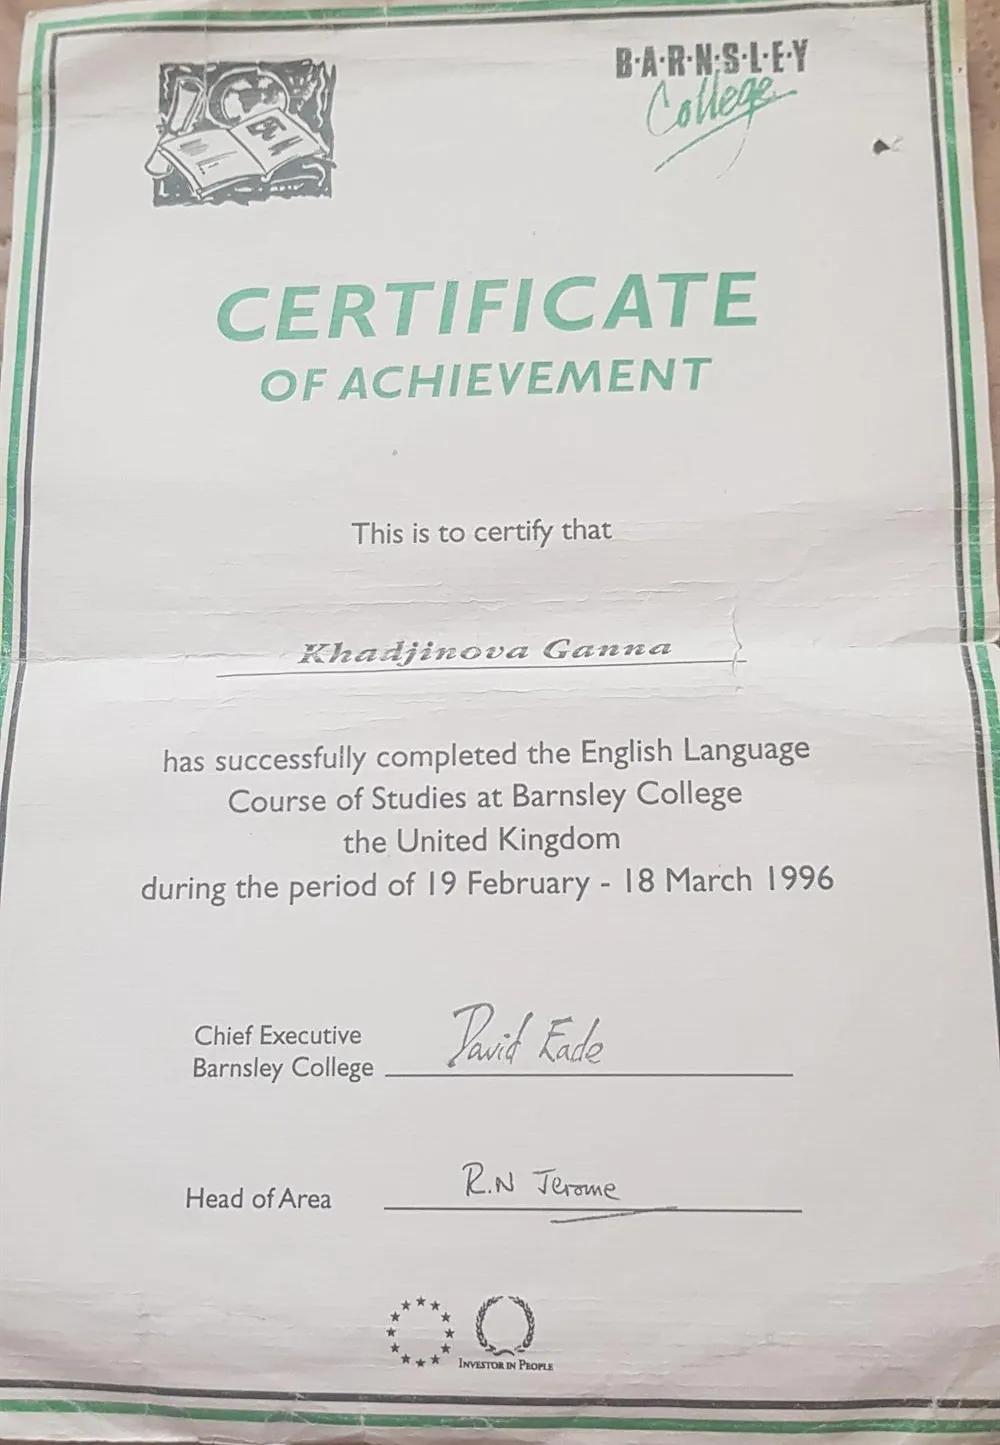 B·A·R·N·S·L·E·Y
College
CERTIFICATE
OF ACHIEVEMENT
This is to certify that
Khadjinova Ganna
has successfully completed the English Language
Course of Studies at Barnsley College
the United Kingdom
during the period of 19 February - 18 March 1996
Chief Executive
Barnsley College
David Eade
Head of Area
R.N Jerome
INVESTOR IN PEOPLE